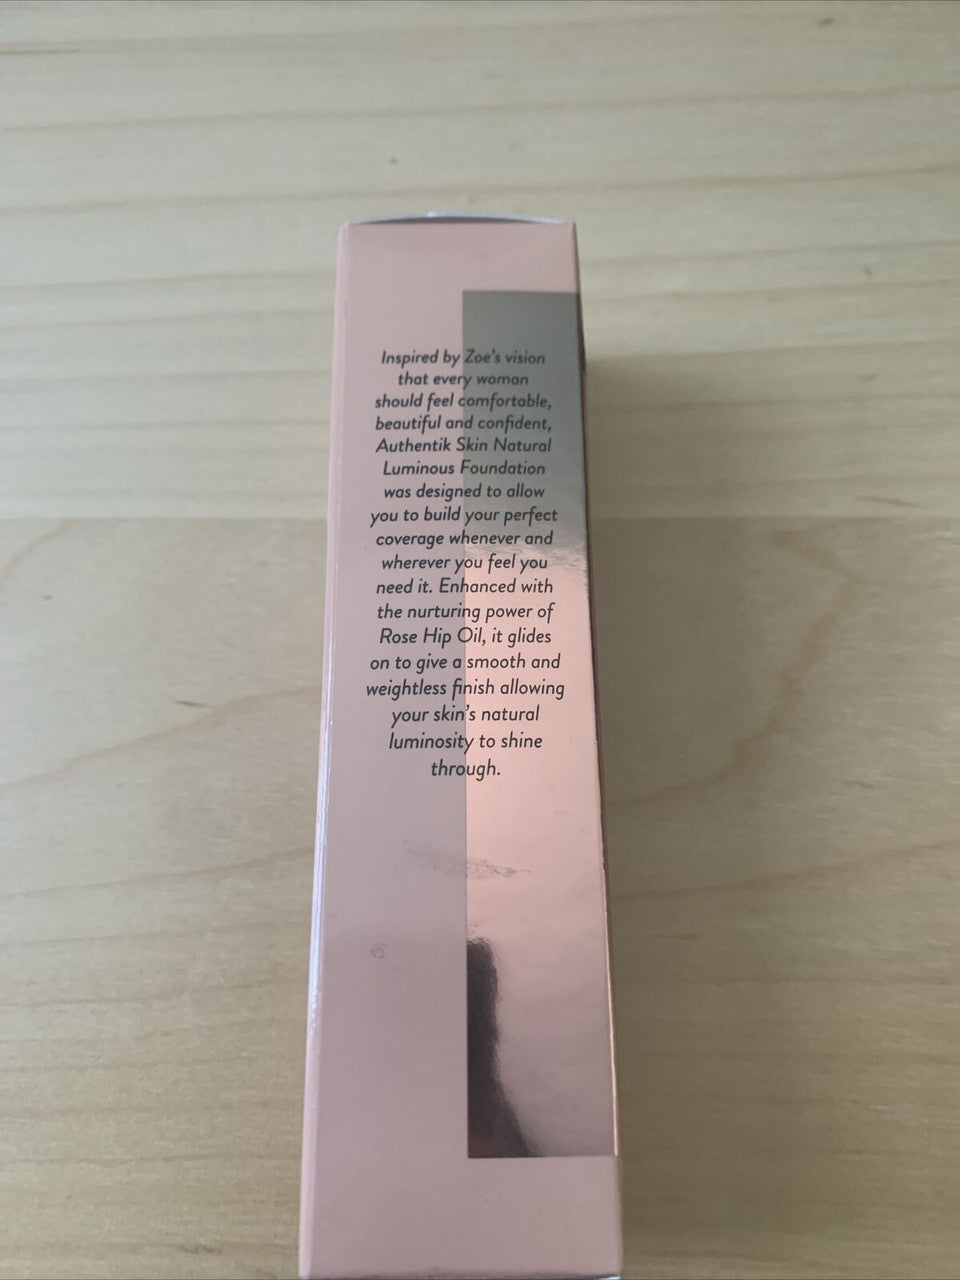 Inspired by Zoe's vision
that every woman
should feel comfortable,
beautiful and confident,
Authentik Skin Natural
Luminous Foundation
was designed to allow
you to build your perfect
coverage whenever and
wherever you feel you
need it. Enhanced with
the nurturing power of
Rose Hip Oil, it glides
on to give a smooth and
weightless finish allowing
your skin's natural
luminosity to shine
through.